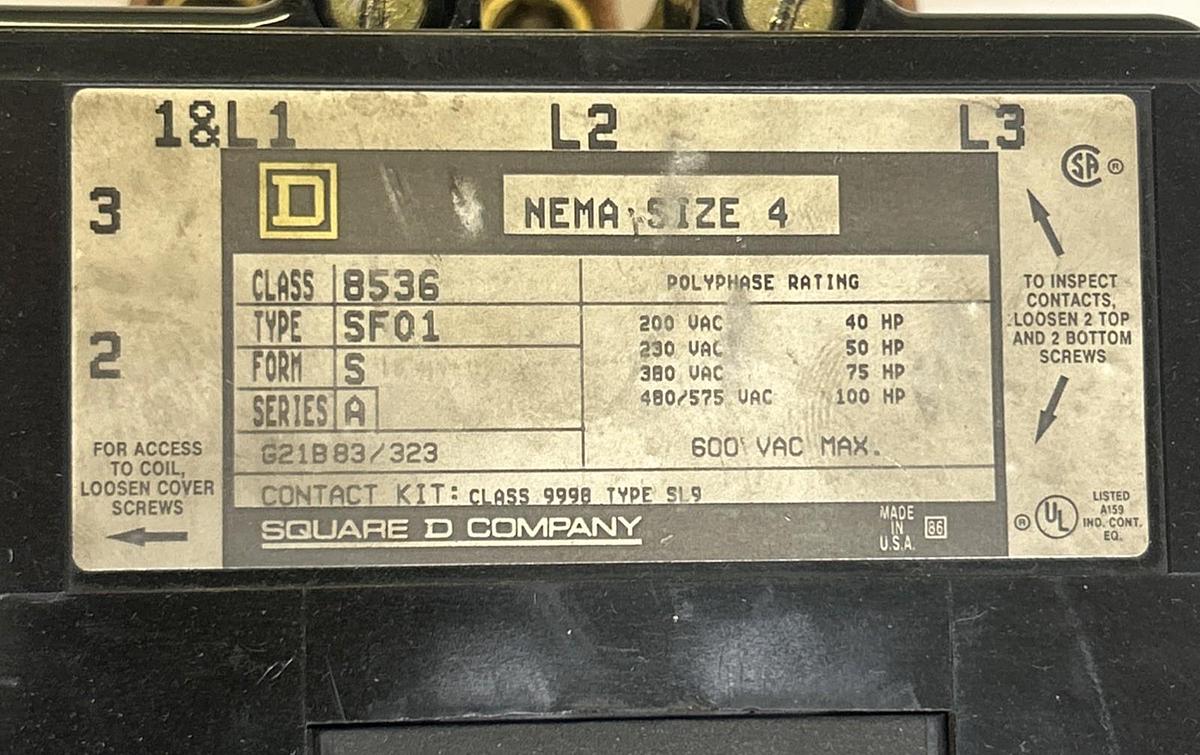 1&L1 L2 L3
3
2
D
NEMA SIZE 4
CLASS 8536
TYPE SF01
FORM S
SERIES A
G21B83/323
POLYPHASE RATING
200 VAC 40 HP
230 VAC 50 HP
380 VAC 75 HP
480/575 VAC 100 HP
600 VAC MAX.
CONTACT KIT: CLASS 9998 TYPE SL9
SQUARE D COMPANY
MADE
IN
U.S.A.
86
FOR ACCESS
TO COIL,
LOOSEN COVER
SCREWS
SA ®
TO INSPECT
CONTACTS,
LOOSEN 2 TOP
AND 2 BOTTOM
SCREWS
® UL
LISTED
A159
IND. CONT.
EQ.